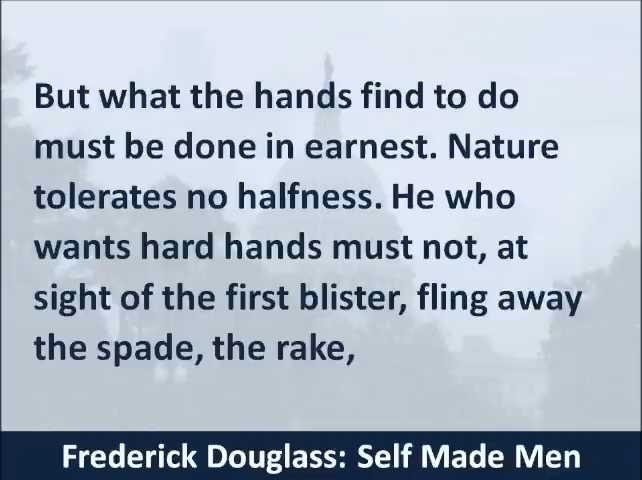 But what the hands find to do
must be done in earnest. Nature
tolerates no halfness. He who
wants hard hands must not, at
sight of the first blister, fling away
the spade, the rake,
Frederick Douglass: Self Made Men